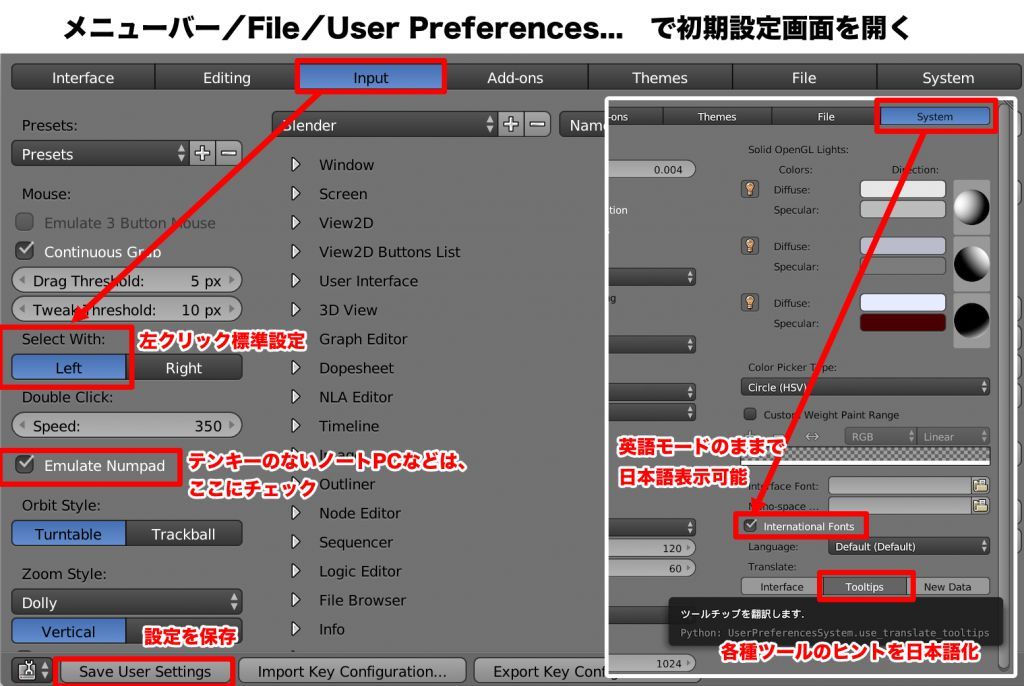 メニューバー/File/User Preferences... で初期設定画面を開く
Interface Editing Input Add-ons Themes File System
Presets:
Presets
Mouse:
Emulate 3 Button Mouse
Continuous Grab
Drag Threshold: 5 px
Tweak Threshold: 10 px
Select With:
左クリック標準設定
Left Right
Double Click:
Speed: 350
Emulate Numpad
テンキーのないノートPCなどは、
ここにチェック
Orbit Style:
Turntable Trackball
Zoom Style:
Dolly
Vertical
設定を保存
Blender
Name
Window
Screen
View2D
View2D Buttons List
User Interface
3D View
Graph Editor
Dopesheet
NLA Editor
Timeline
Outliner
Node Editor
Sequencer
Logic Editor
File Browser
Info
Save User Settings Import Key Configuration... Export Key
-ons Themes File System
0.004
tion
Solid OpenGL Lights:
Colors: Direction:
Diffuse:
Specular:
Diffuse:
Specular:
Diffuse:
Specular:
Color Picker Type:
Circle (HSV)
Custom Weight Paint Range
RGB Linear
英語モードのままで
日本語表示可能
Interface Font:
Mono-space ...
International Fonts
Language: Default (Default)
120
60
Translate:
Interface Tooltips New Data
ツールチップを翻訳します.
Python: UserPreferencesSystem.use_translate_tooltips
各種ツールのヒントを日本語化
1024